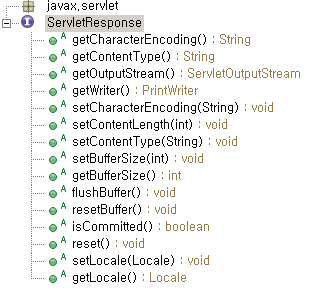 javax.servlet
I ServletResponse
A getCharacterEncoding() : String
A getContentType() : String
A getOutputStream() : ServletOutputStream
A getWriter() : PrintWriter
A setCharacterEncoding(String) : void
A setContentLength(int) : void
A setContentType(String) : void
A setBufferSize(int) : void
A getBufferSize() : int
A flushBuffer() : void
A resetBuffer() : void
A isCommitted() : boolean
A reset() : void
A setLocale(Locale) : void
A getLocale() : Locale